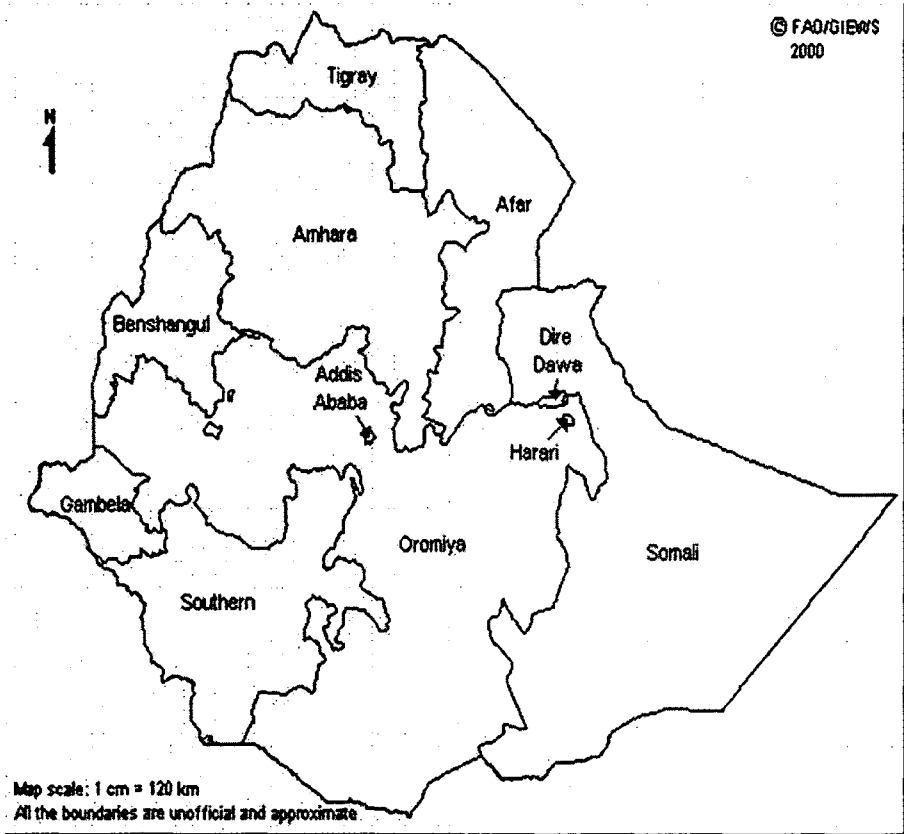 © FAO/GIEWS
2000
Tigray
N
Afar
Amhara
Benshangul
Dire
Dawa
Addis
Ababa
Harari
Gambela
Oromiya
Somali
Southern
Map scale: 1 cm = 120 km
All the boundaries are unofficial and approximate